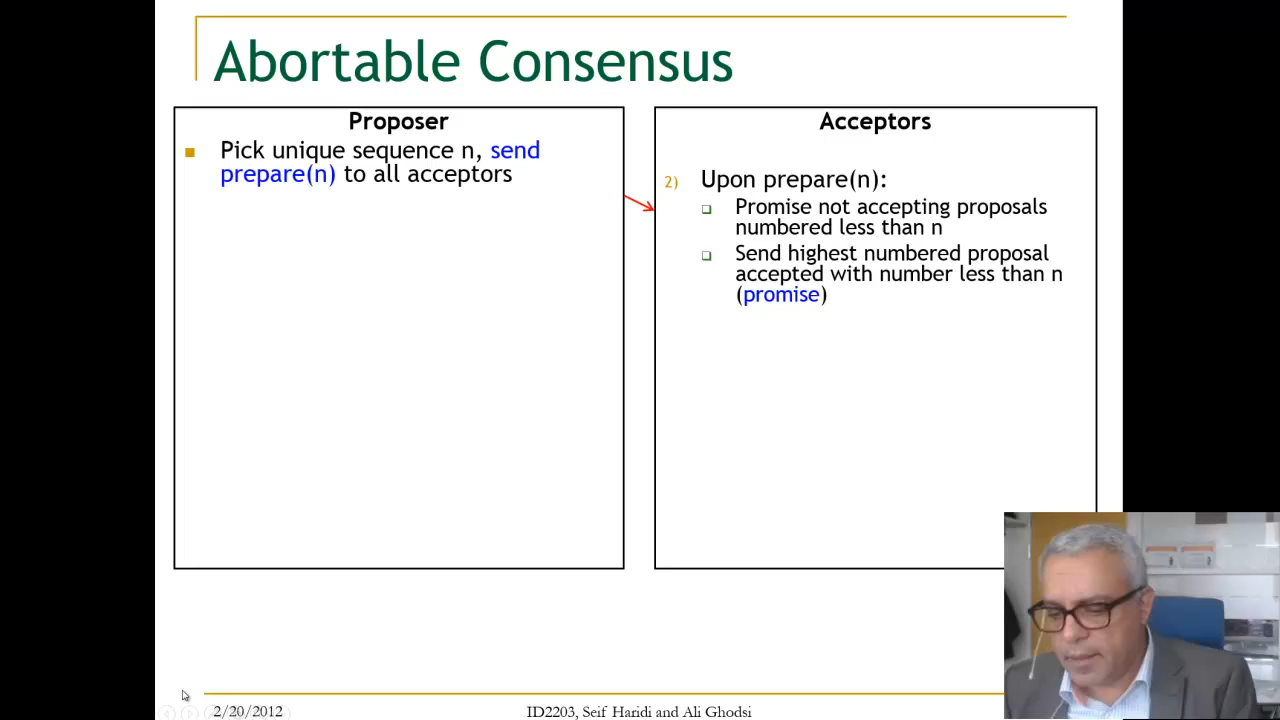 Abortable Consensus
Proposer
Pick unique sequence n, send
prepare(n) to all acceptors
Acceptors
2) Upon prepare(n):
Promise not accepting proposals
numbered less than n
Send highest numbered proposal
accepted with number less than n
(promise)
2/20/2012
ID2203, Seif Haridi and Ali Ghodsi